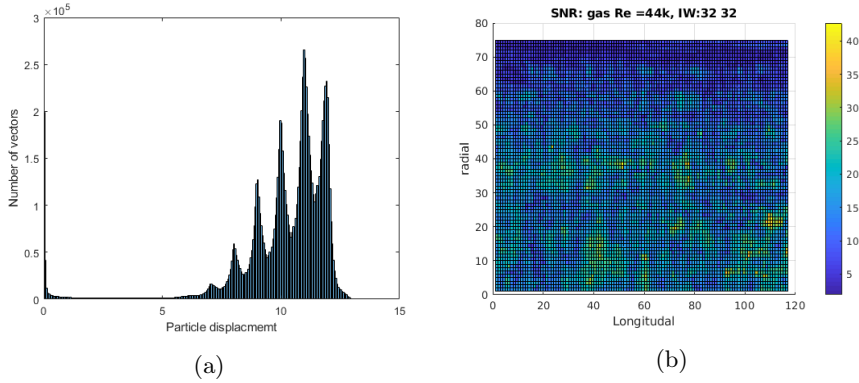 ×10⁵
3
2.5
2
1.5
1
0.5
0
0 5 10 15
Number of vectors
Particle displacmemt
(a)
SNR: gas Re =44k, IW:32 32
80
70
60
50
40
30
20
10
0
0 20 40 60 80 100 120
radial
Longitudal
40
35
30
25
20
15
10
5
(b)